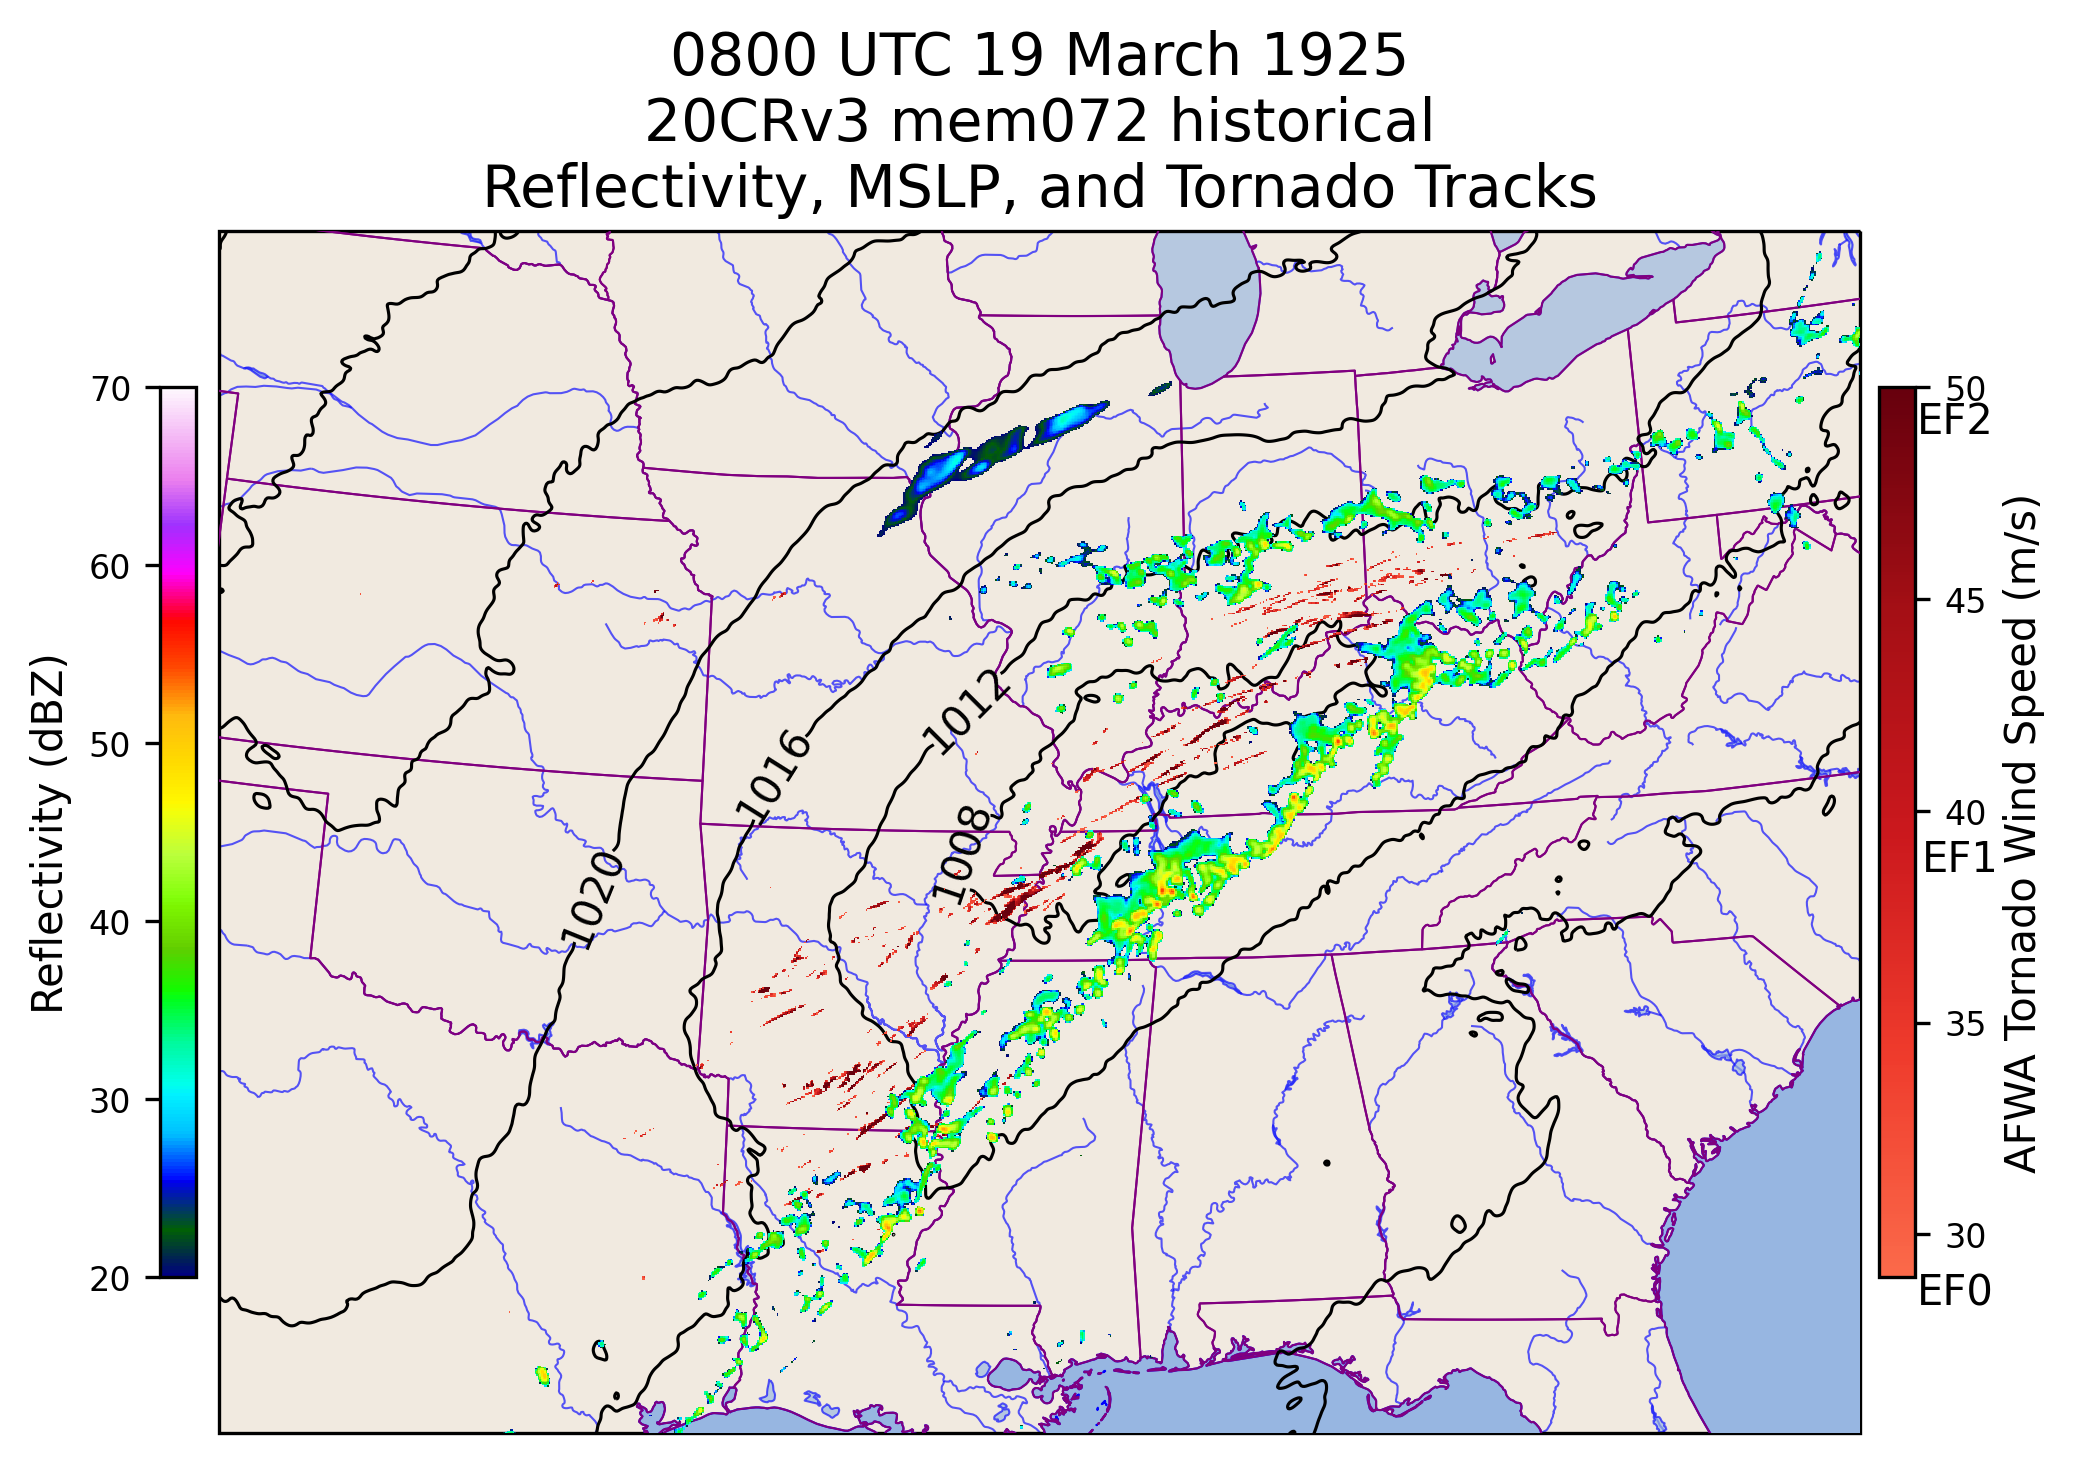 0800 UTC 19 March 1925
20CRv3 mem072 historical
Reflectivity, MSLP, and Tornado Tracks
70
60
50
40
30
20
Reflectivity (dBZ)
1012
1016
1008
1020
50
EF2
45
40
EF1
35
30
EF0
AFWA Tornado Wind Speed (m/s)